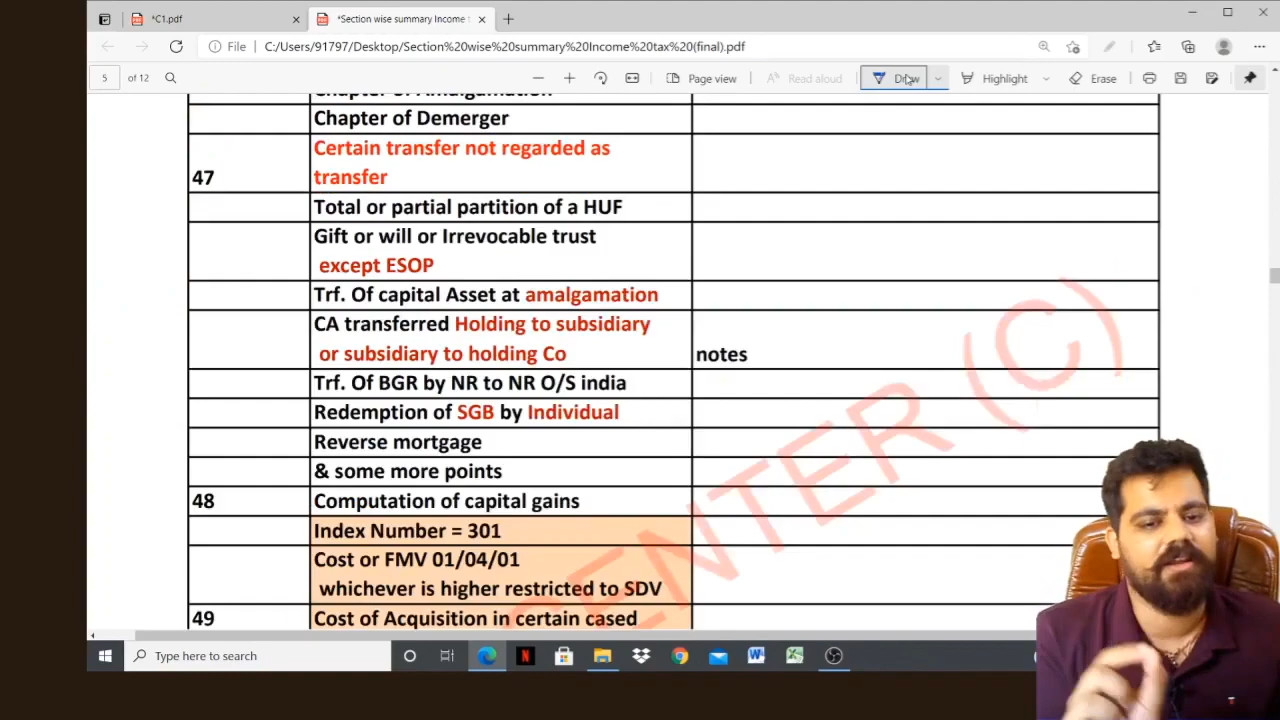 *C1.pdf
*Section wise summary Income t
File
C:/Users/91797/Desktop/Section%20wise%20summary%20Income%20tax%20(final).pdf
5 of 12
Page view
Read aloud
Draw
Highlight
Erase
Chapter of Amalgamation
Chapter of Demerger
47
Certain transfer not regarded as
transfer
Total or partial partition of a HUF
Gift or will or Irrevocable trust
except ESOP
Trf. Of capital Asset at amalgamation
CA transferred Holding to subsidiary
or subsidiary to holding Co
notes
Trf. Of BGR by NR to NR O/S india
Redemption of SGB by Individual
Reverse mortgage
& some more points
48 Computation of capital gains
Index Number = 301
Cost or FMV 01/04/01
whichever is higher restricted to SDV
49 Cost of Acquisition in certain cased
CENTER (C)
Type here to search